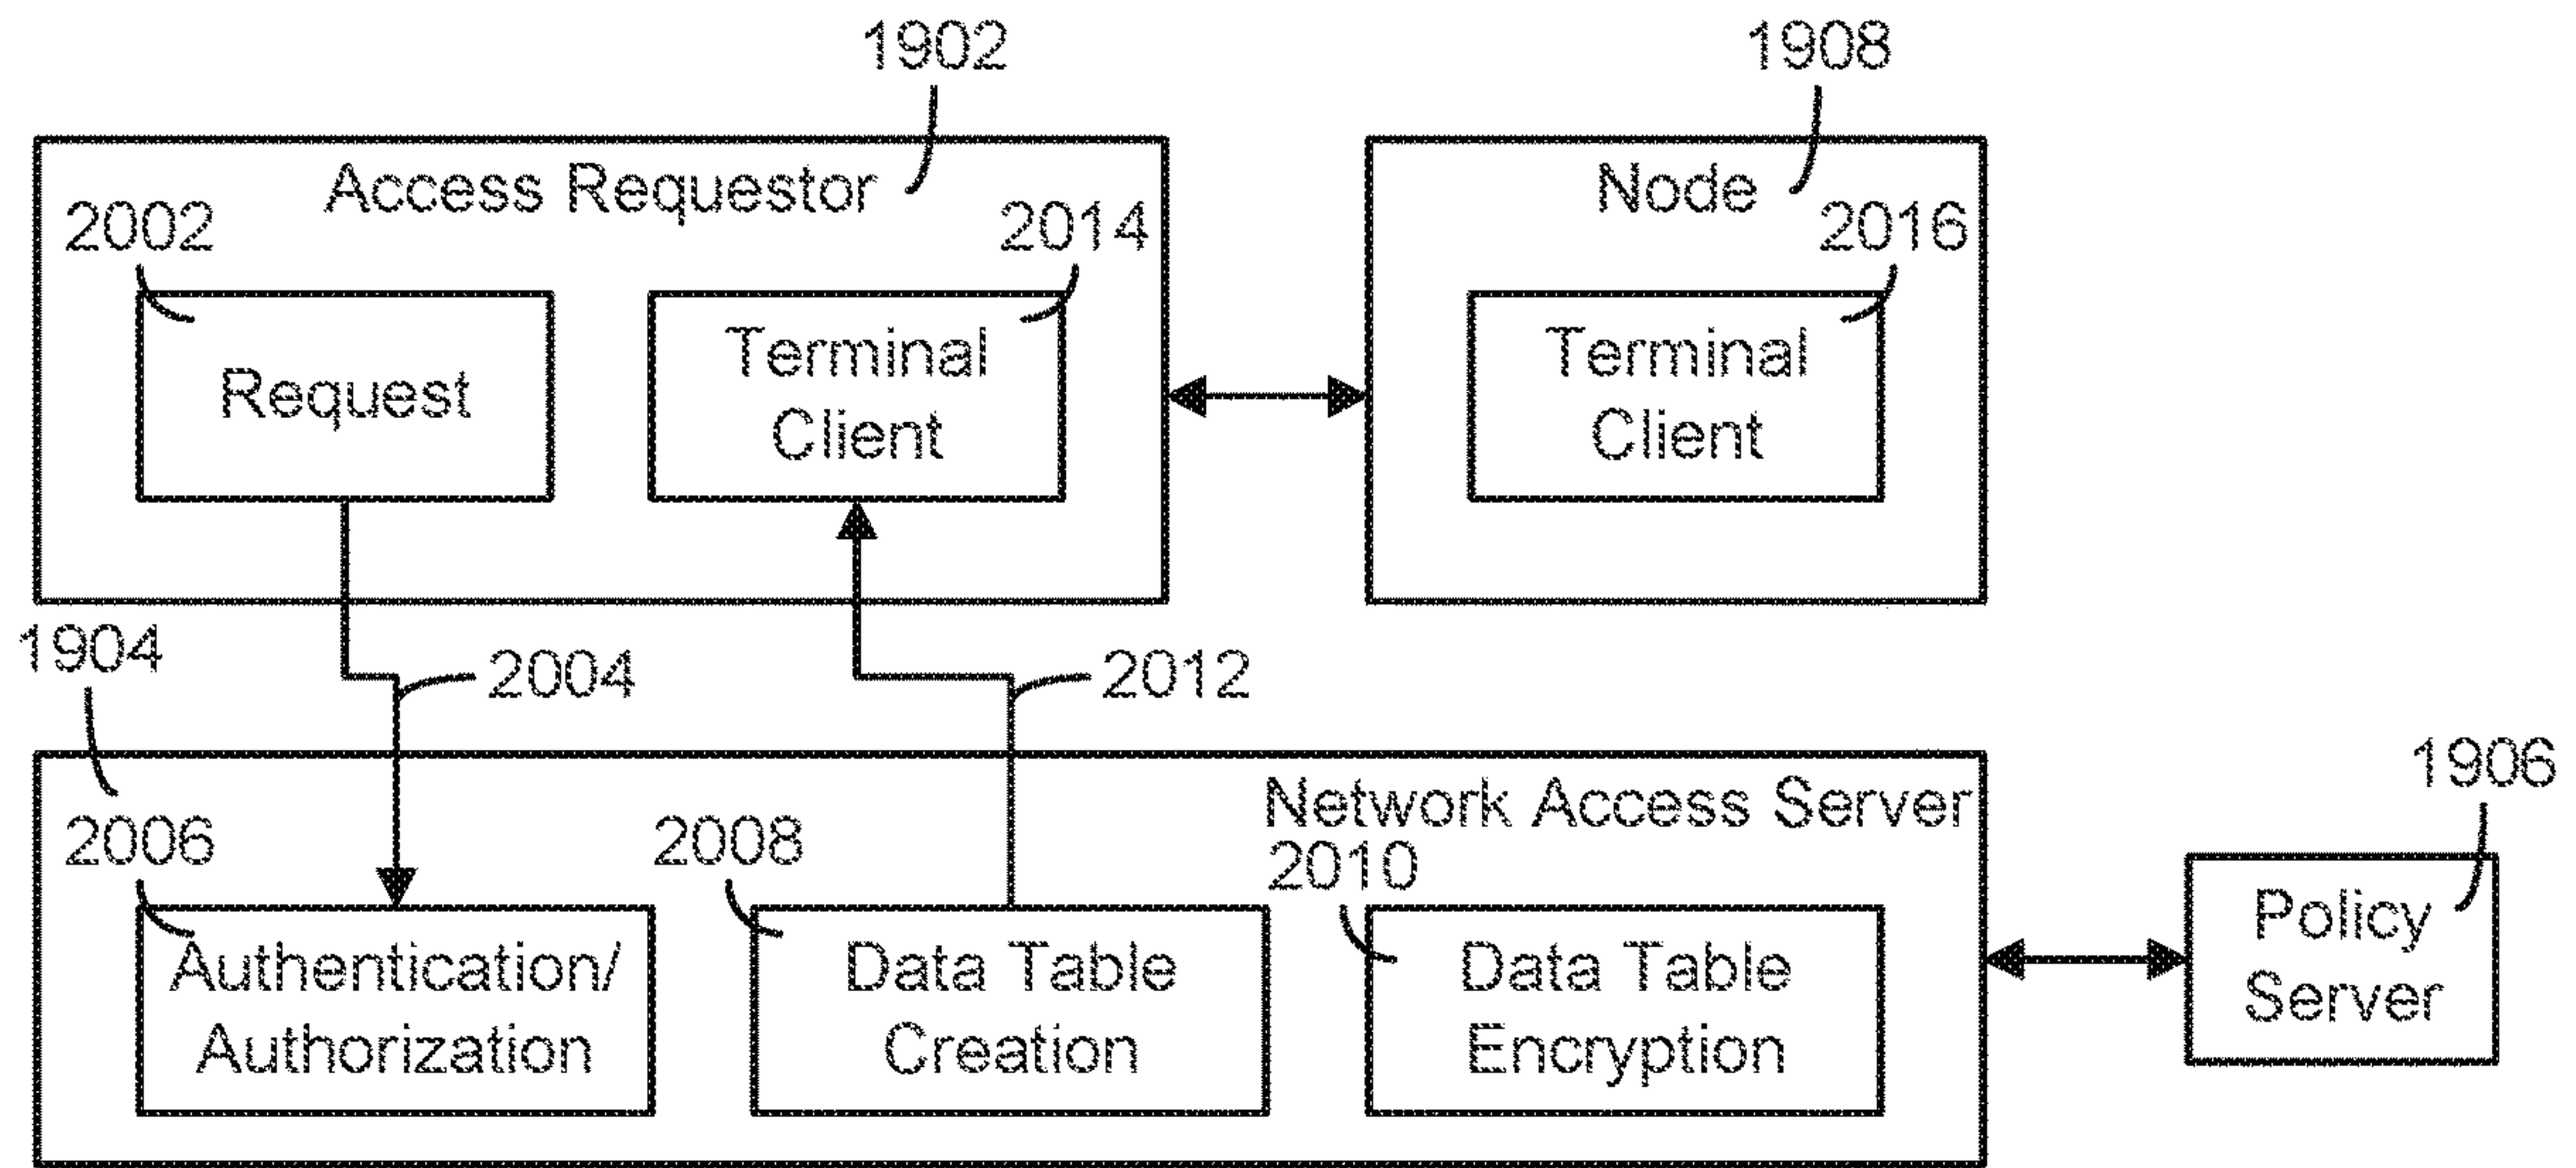 1902
1908
Access Requestor
Node
2002
2014
2016
Request
Terminal
Client
Terminal
Client
1904
2004
2012
1906
Network Access Server
2006
2008
2010
Authentication/
Authorization
Data Table
Creation
Data Table
Encryption
Policy
Server